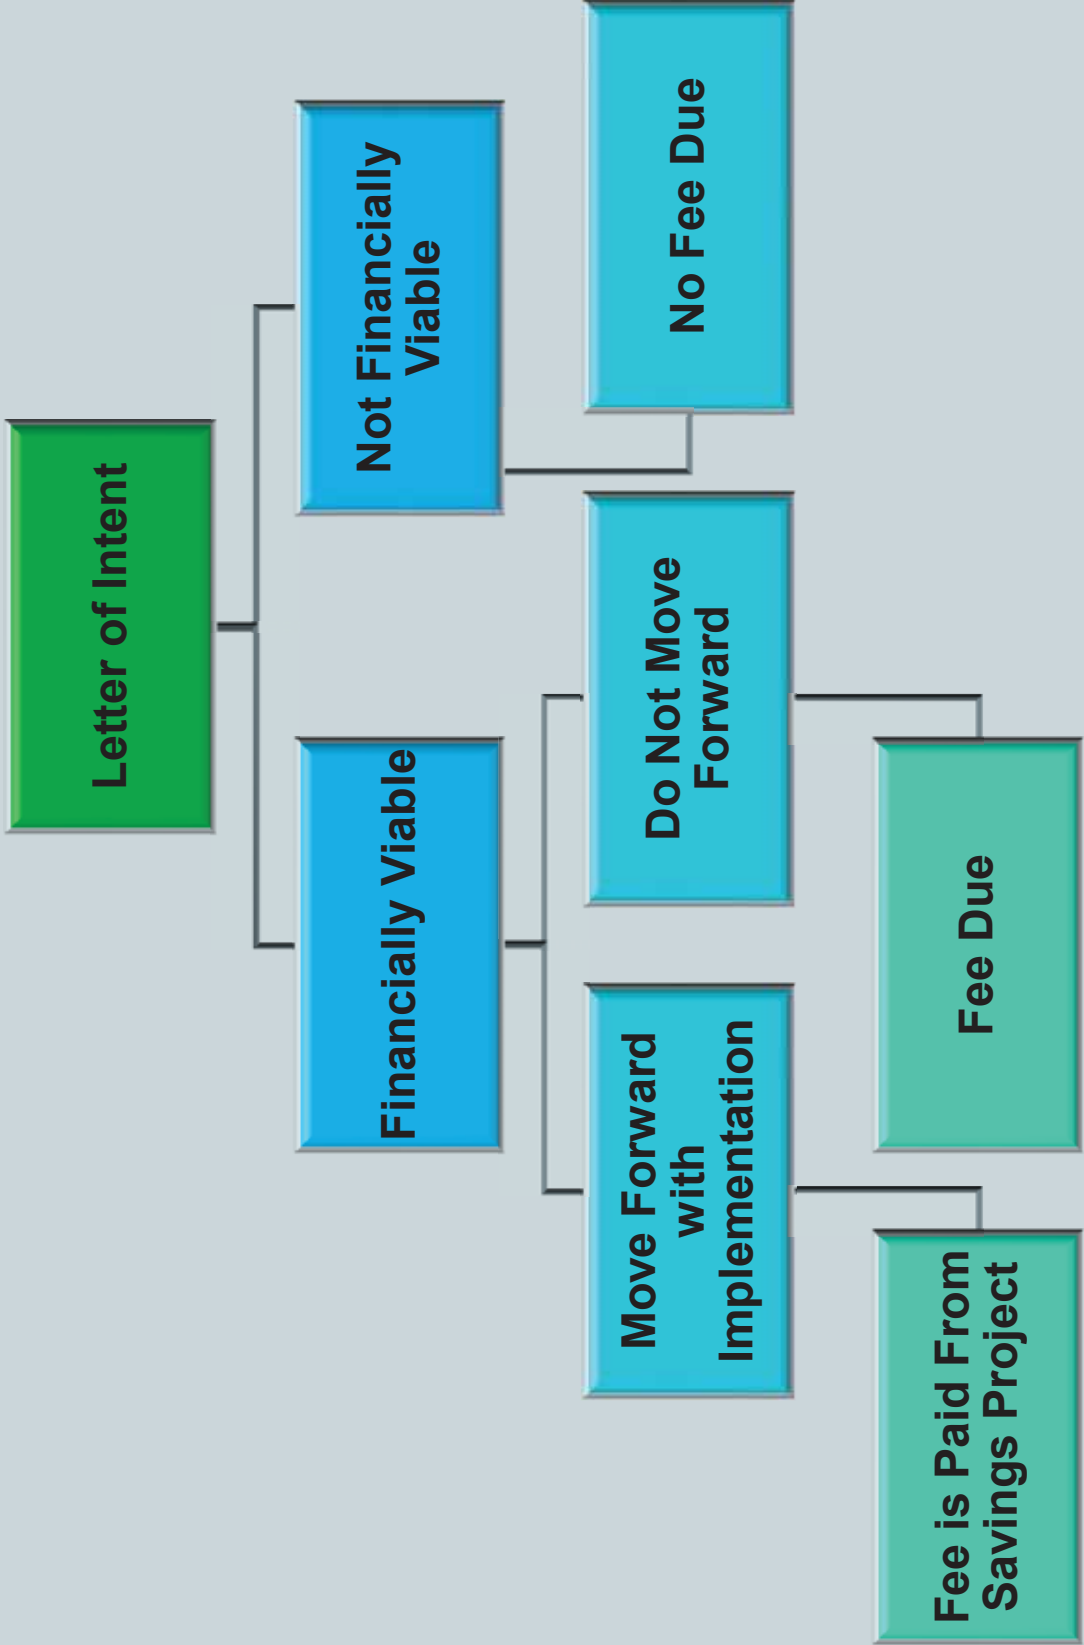 Letter of Intent
Financially Viable
Not Financially
Viable
Move Forward
with
Implementation
Do Not Move
Forward
No Fee Due
Fee is Paid From
Savings Project
Fee Due